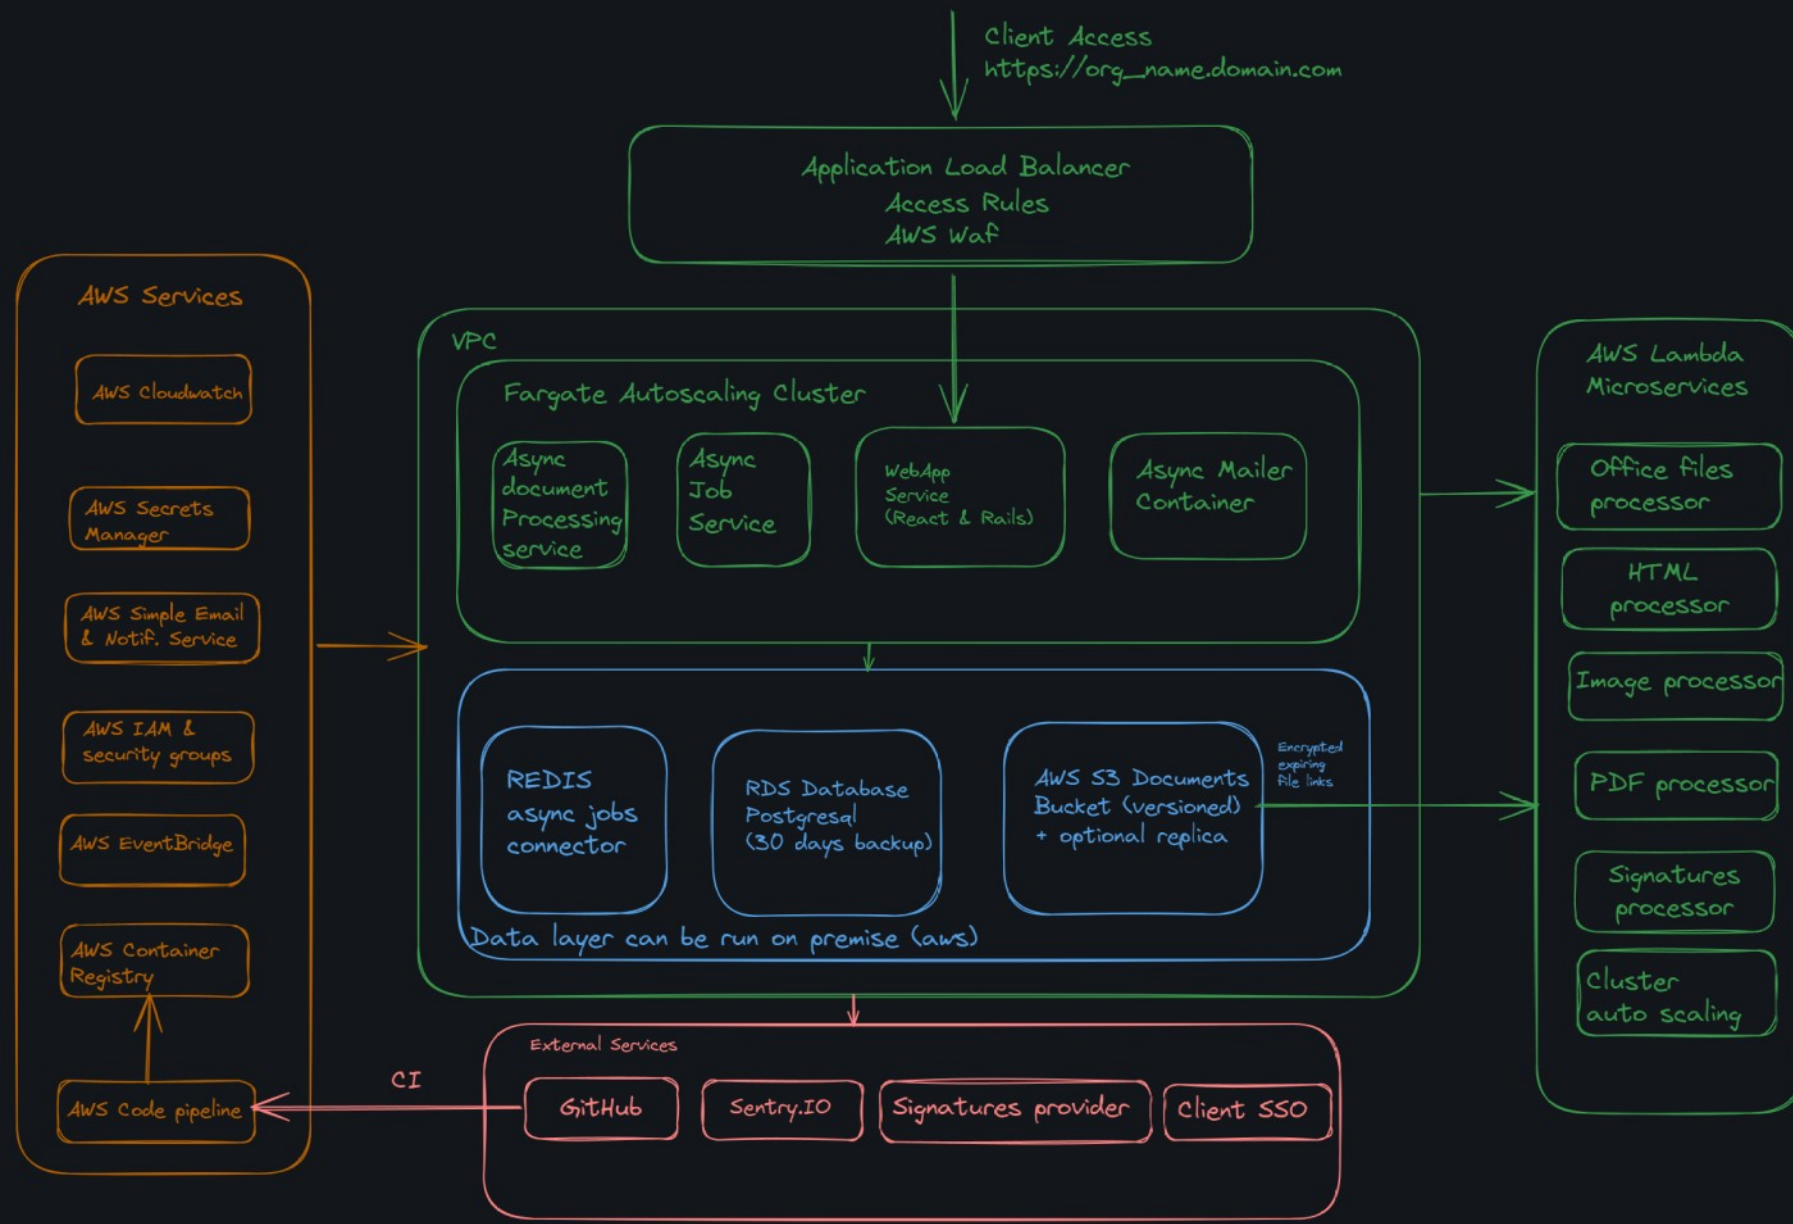 Client Access
https://org_name.domain.com
Application Load Balancer
Access Rules
AWS Waf
AWS Services
AWS Cloudwatch
AWS Secrets
Manager
AWS Simple Email
& Notif. Service
AWS IAM &
security groups
AWS EventBridge
AWS Container
Registry
AWS Code pipeline
VPC
Fargate Autoscaling Cluster
Async
document
Processing
service
Async
Job
Service
WebApp
Service
(React & Rails)
Async Mailer
Container
REDIS
async jobs
connector
RDS Database
Postgresql
(30 days backup)
AWS S3 Documents
Bucket (versioned)
+ optional replica
Encrypted
expiring
file links
Data layer can be run on premise (aws)
AWS Lambda
Microservices
Office files
processor
HTML
processor
Image processor
PDF processor
Signatures
processor
Cluster
auto scaling
CI
External Services
GitHub
Sentry.IO
Signatures provider
Client SSO